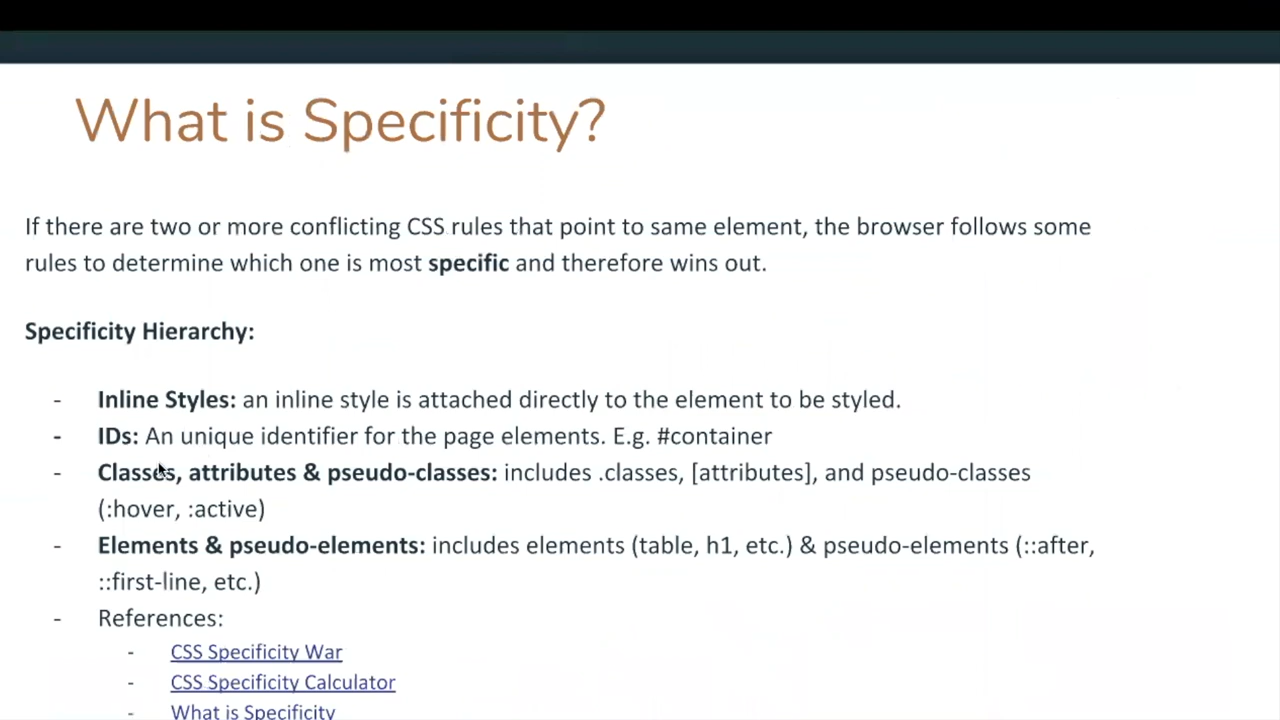 What is Specificity?
If there are two or more conflicting CSS rules that point to same element, the browser follows some
rules to determine which one is most specific and therefore wins out.
Specificity Hierarchy:
- Inline Styles: an inline style is attached directly to the element to be styled.
- IDs: An unique identifier for the page elements. E.g. #container
- Classes, attributes & pseudo-classes: includes .classes, [attributes], and pseudo-classes
(:hover, :active)
- Elements & pseudo-elements: includes elements (table, h1, etc.) & pseudo-elements (::after,
::first-line, etc.)
- References:
- CSS Specificity War
- CSS Specificity Calculator
- What is Specificity